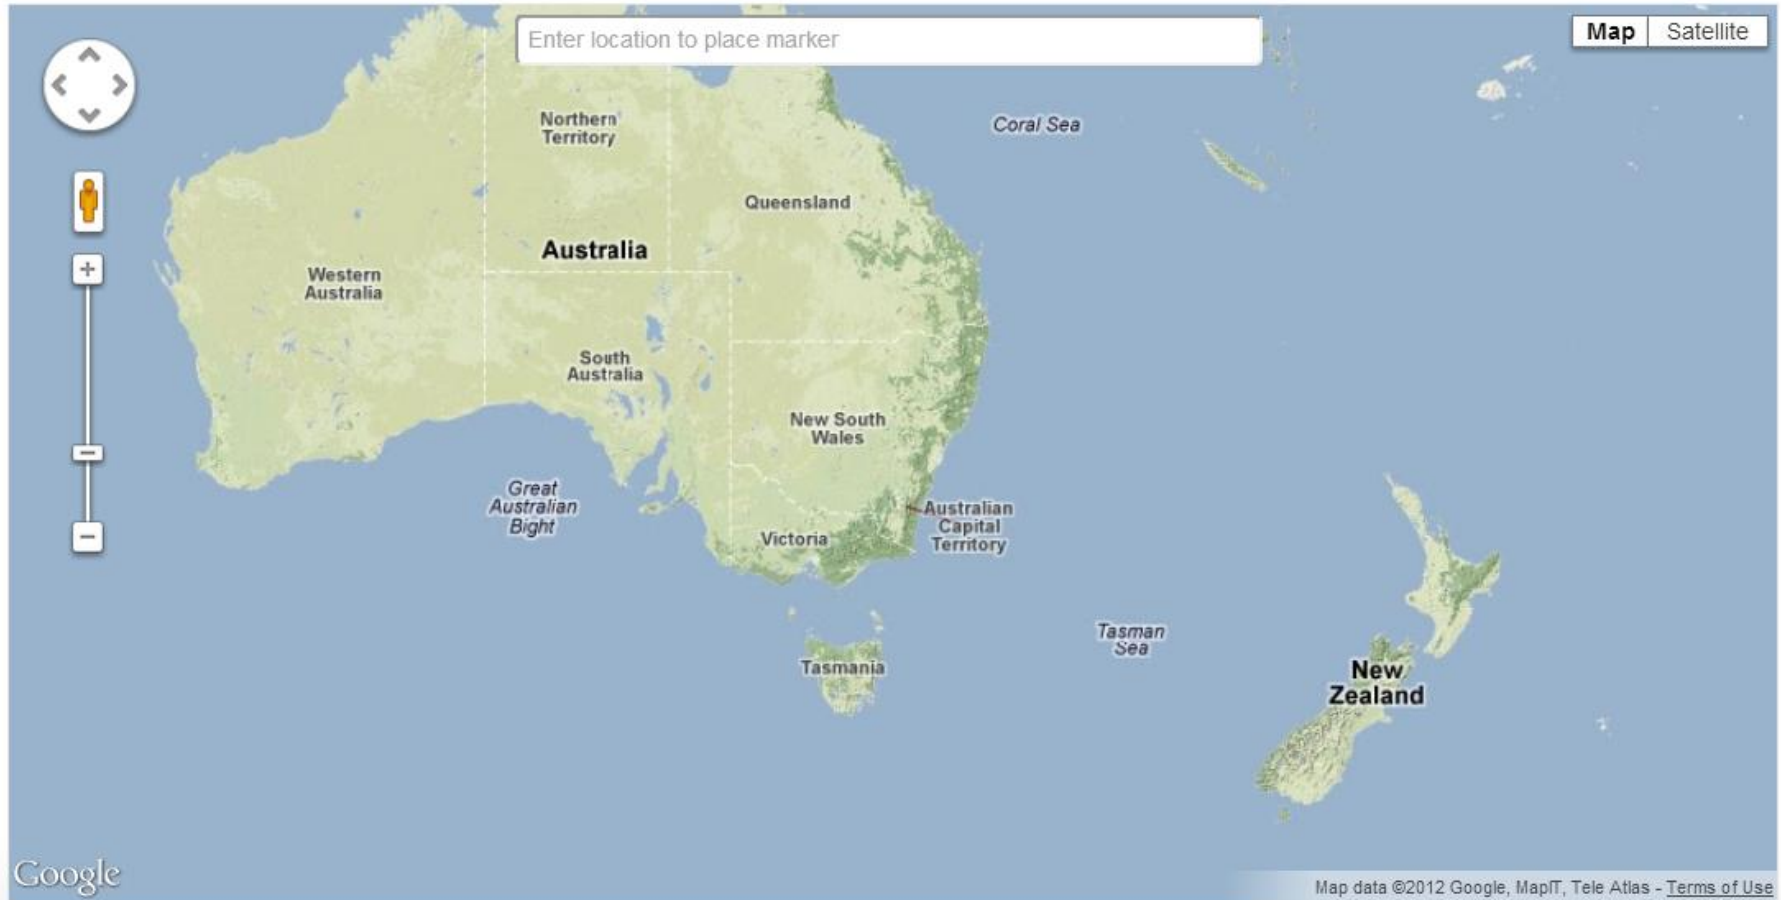 Enter location to place marker
Map
Satellite
Northern
Territory
Coral Sea
Queensland
Australia
Western
Australia
South
Australia
New South
Wales
Great
Australian
Bight
Australian
Capital
Territory
Victoria
Tasman
Sea
Tasmania
New
Zealand
Google
Map data ©2012 Google, MapIT, Tele Atlas - Terms of Use